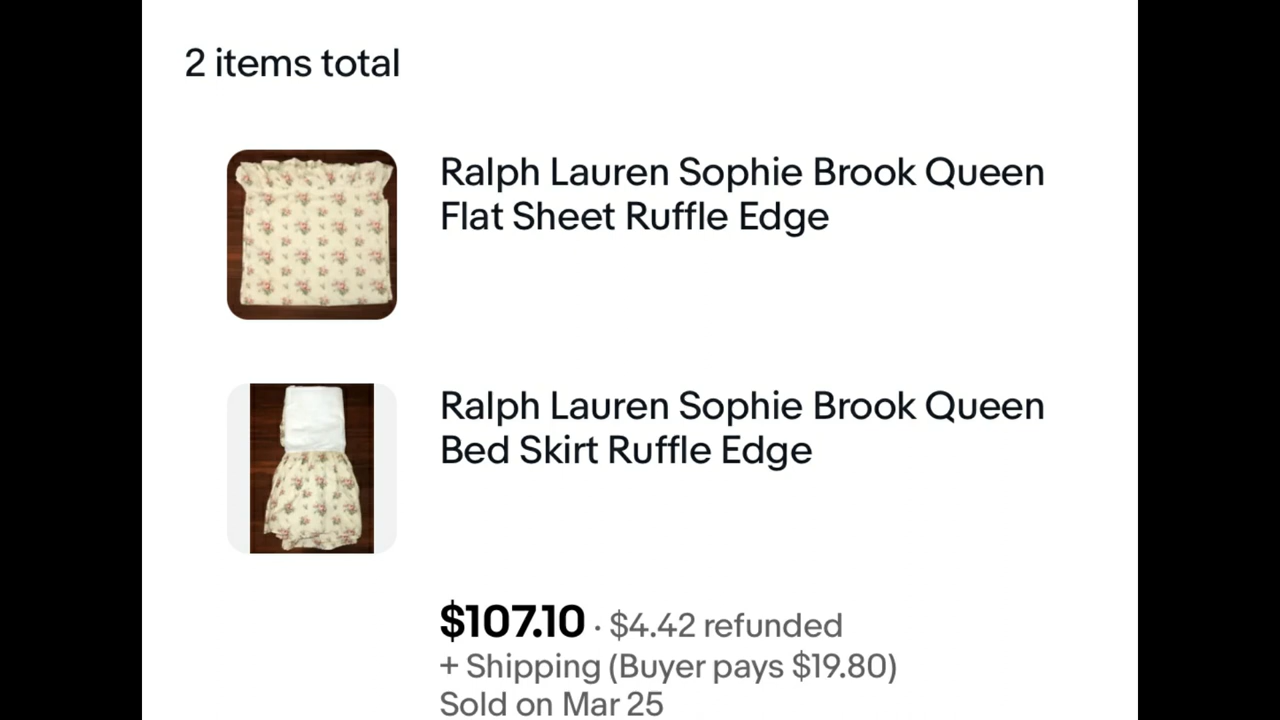 2 items total
Ralph Lauren Sophie Brook Queen
Flat Sheet Ruffle Edge
Ralph Lauren Sophie Brook Queen
Bed Skirt Ruffle Edge
$107.10 · $4.42 refunded
+ Shipping (Buyer pays $19.80)
Sold on Mar 25